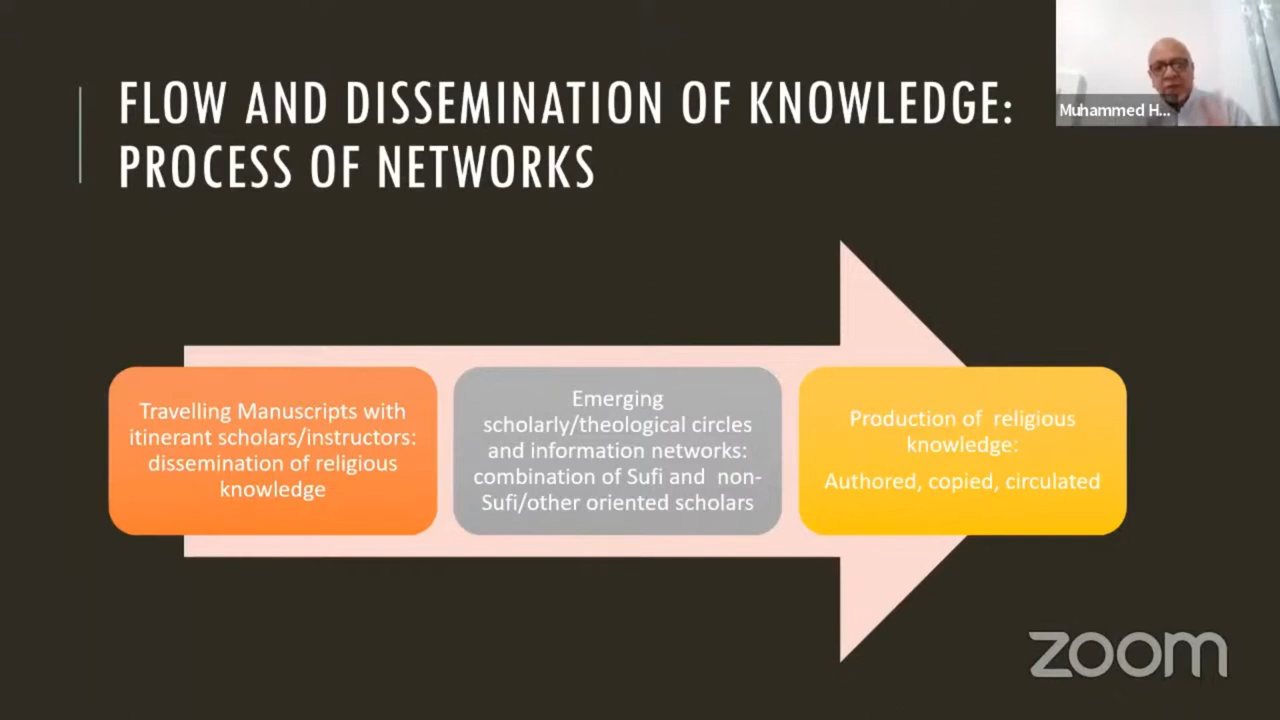 FLOW AND DISSEMINATION OF KNOWLEDGE:
PROCESS OF NETWORKS
Muhammed H...
Travelling Manuscripts with
itinerant scholars/instructors:
dissemination of religious
knowledge
Emerging
scholarly/theological circles
and information networks:
combination of Sufi and non-
Sufi/other oriented scholars
Production of religious
knowledge:
Authored, copied, circulated
zoom